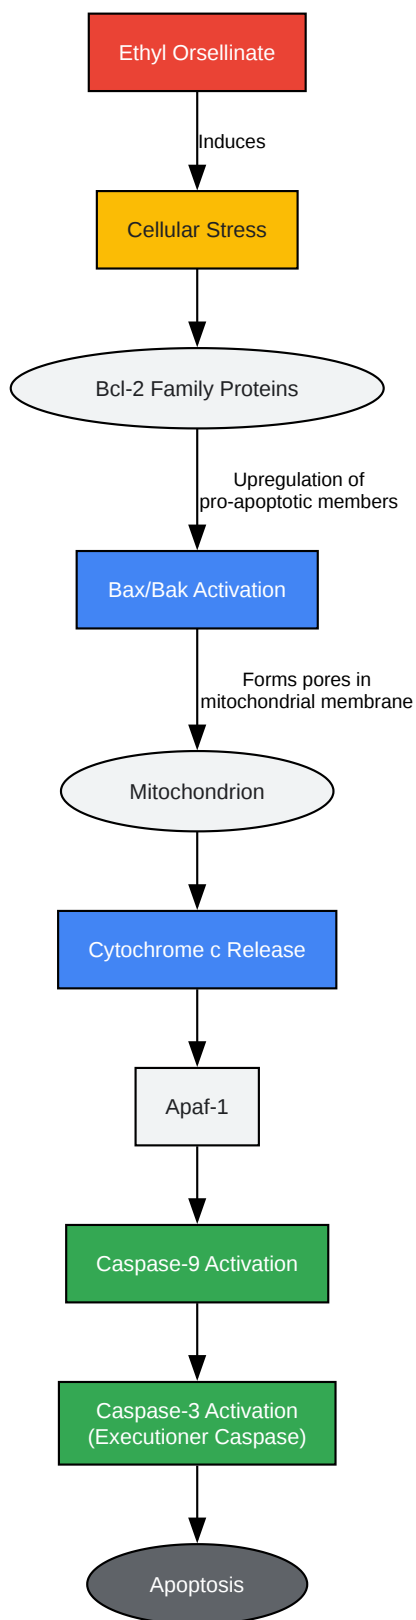 Ethyl Orsellinate
Induces
Cellular Stress
Bcl-2 Family Proteins
Upregulation of
pro-apoptotic members
Bax/Bak Activation
Forms pores in
mitochondrial membrane
Mitochondrion
Cytochrome c Release
Apaf-1
Caspase-9 Activation
Caspase-3 Activation
(Executioner Caspase)
Apoptosis